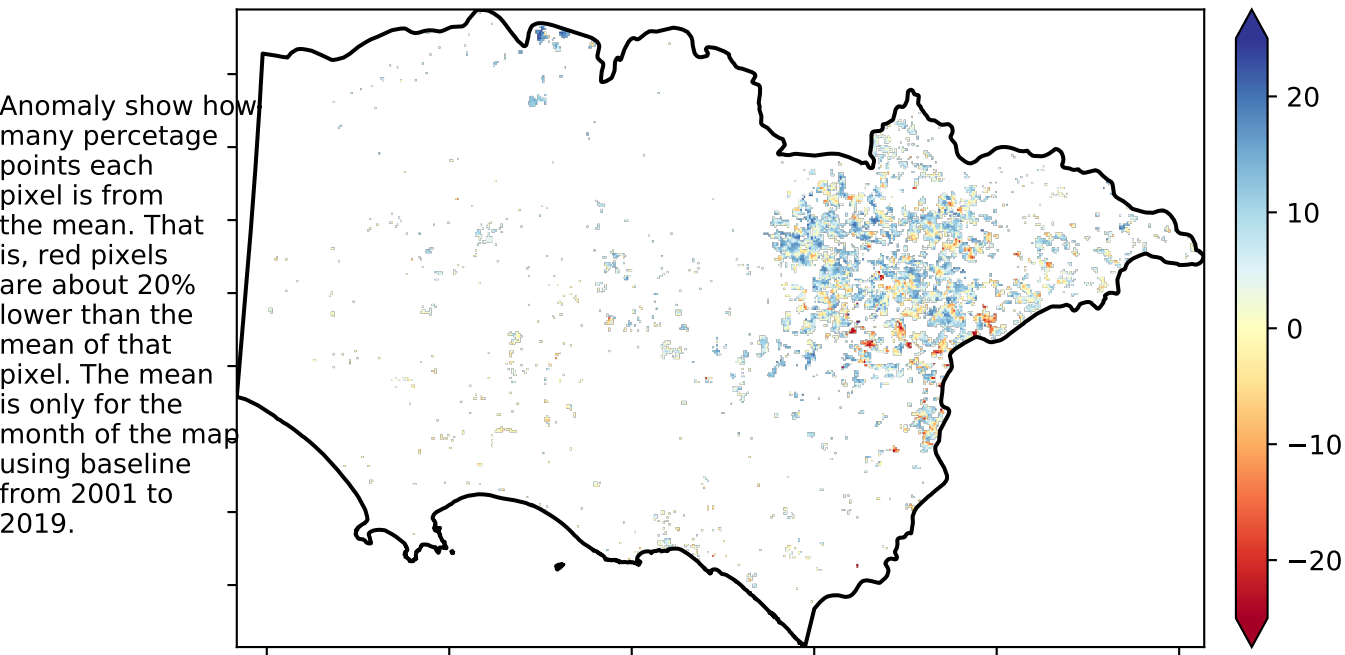 Anomaly show how
many percetage
points each
pixel is from
the mean. That
is, red pixels
are about 20%
lower than the
mean of that
pixel. The mean
is only for the
month of the map
using baseline
from 2001 to
2019.
20
10
0
−10
−20